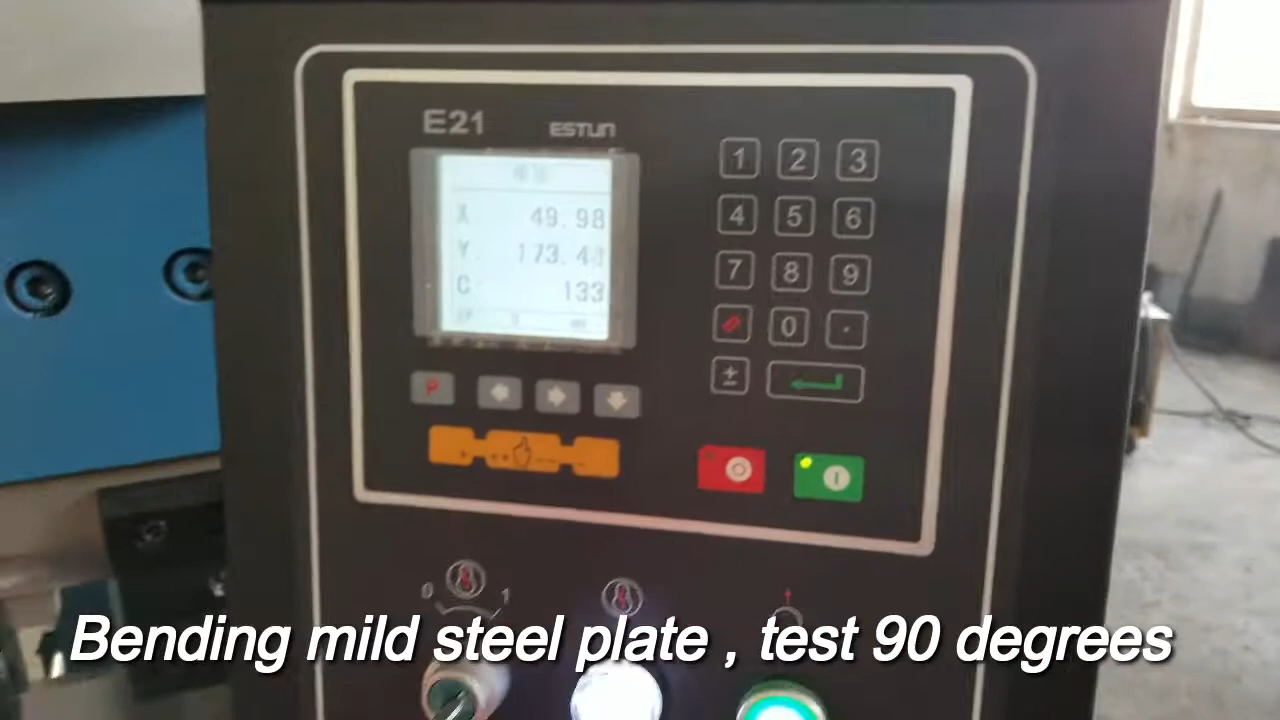 E21 ESTUN
X 49.98
Y. 173.4
C 133
1 2 3
4 5 6
7 8 9
0 .
±
P
0 1
Bending mild steel plate , test 90 degrees